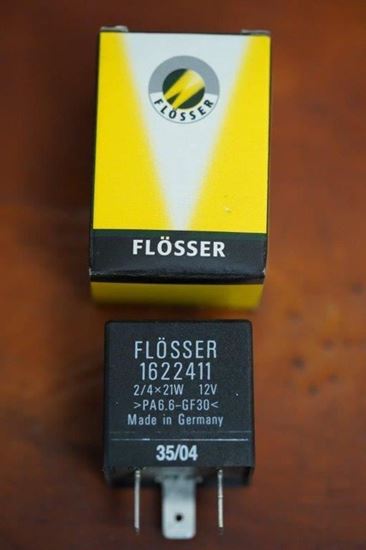 FLÖSSER
FLÖSSER
FLÖSSER
1622411
2/4×21W 12V
>PA6.6-GF30<
Made in Germany
35/04